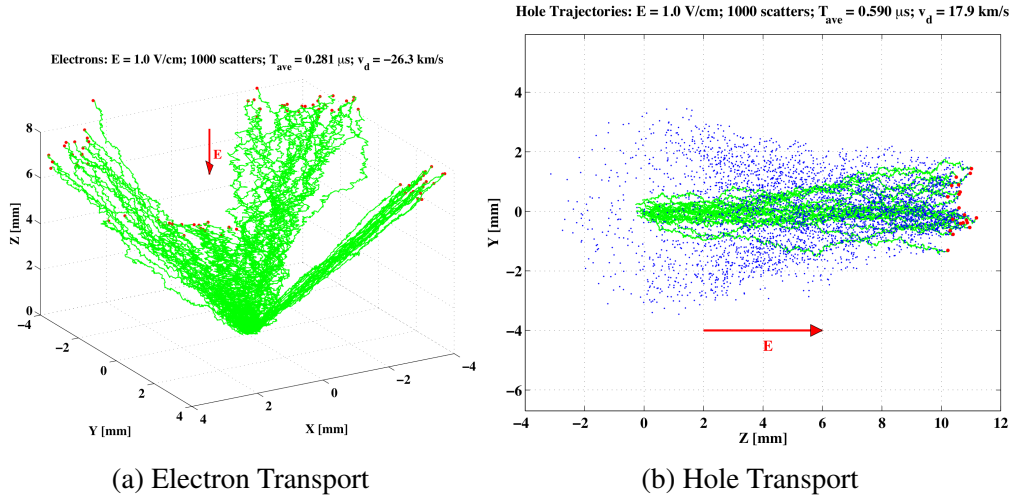 Electrons: E = 1.0 V/cm; 1000 scatters; T_ave = 0.281 μs; v_d = −26.3 km/s
8
6
4
2
0
Z [mm]
E
−4
−2
0
2
4
Y [mm]
4
2
0
−2
−4
X [mm]
(a) Electron Transport
Hole Trajectories: E = 1.0 V/cm; 1000 scatters; T_ave = 0.590 μs; v_d = 17.9 km/s
4
2
0
−2
−4
−6
Y [mm]
E
−4
−2
0
2
4
6
8
10
12
Z [mm]
(b) Hole Transport